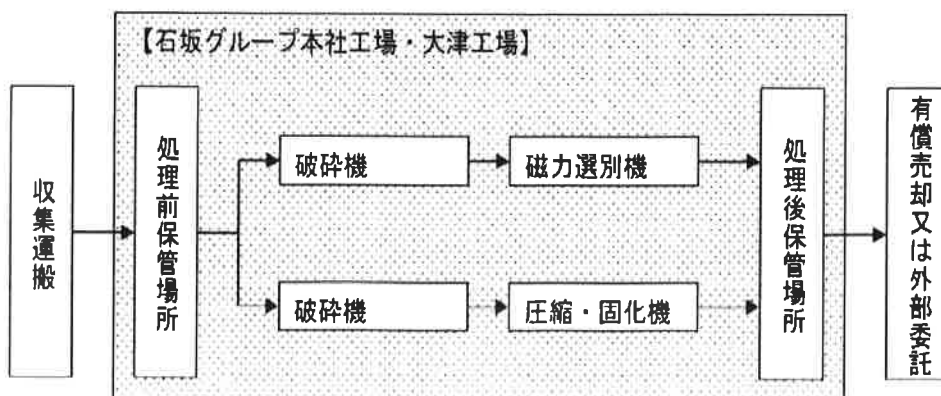 【石坂グループ本社工場・大津工場】
収集運搬
処理前保管場所
破砕機
磁力選別機
破砕機
圧縮・固化機
処理後保管場所
有償売却又は外部委託